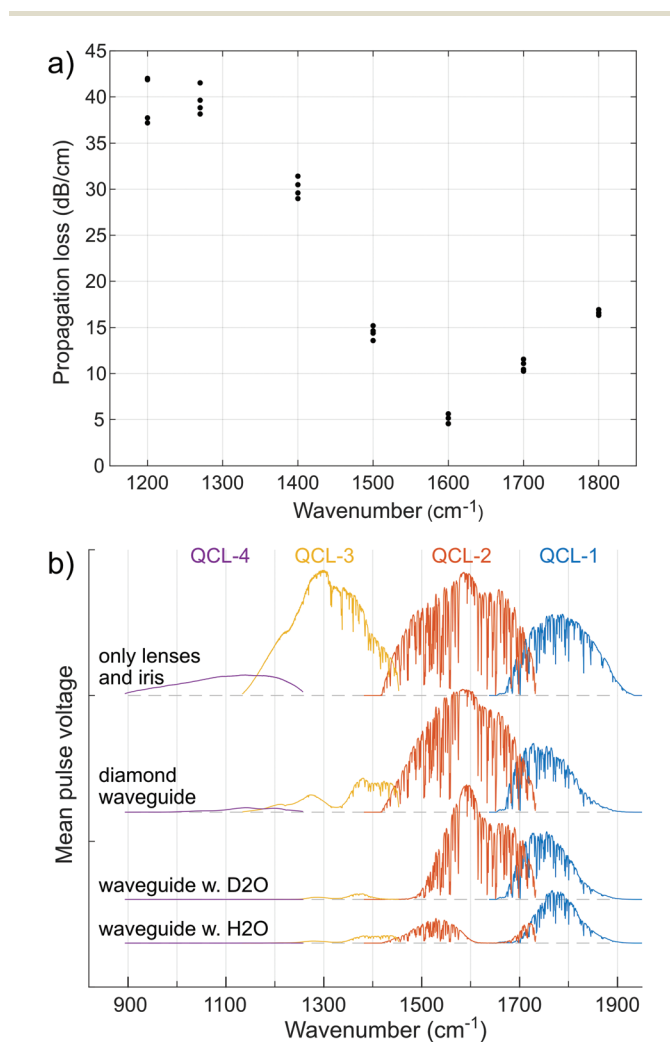 a)
45
40
35
30
25
20
15
10
5
0
Propagation loss (dB/cm)
1200 1300 1400 1500 1600 1700 1800
Wavenumber (cm⁻¹)
b)
QCL-4 QCL-3 QCL-2 QCL-1
only lenses
and iris
diamond
waveguide
waveguide w. D2O
waveguide w. H2O
Mean pulse voltage
900 1100 1300 1500 1700 1900
Wavenumber (cm⁻¹)